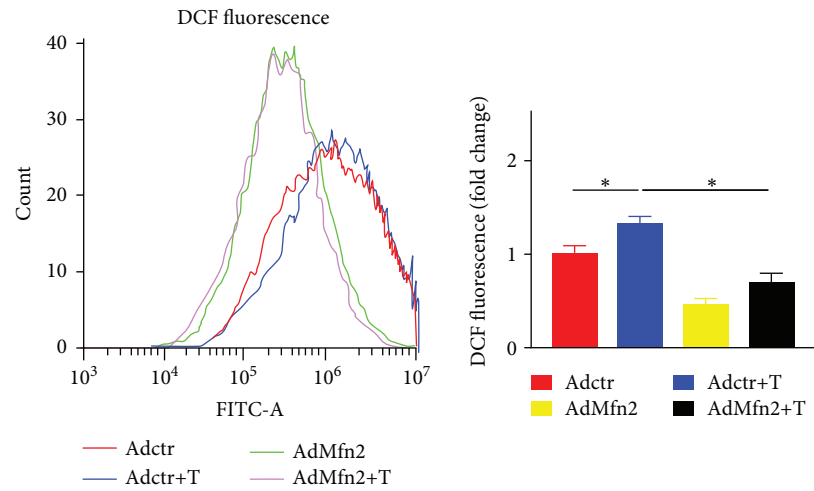 DCF fluorescence
40
30
20
10
0
Count
10³ 10⁴ 10⁵ 10⁶ 10⁷
FITC-A
Adctr AdMfn2
Adctr+T AdMfn2+T
DCF fluorescence (fold change)
2
1
0
* *
Adctr Adctr+T
AdMfn2 AdMfn2+T